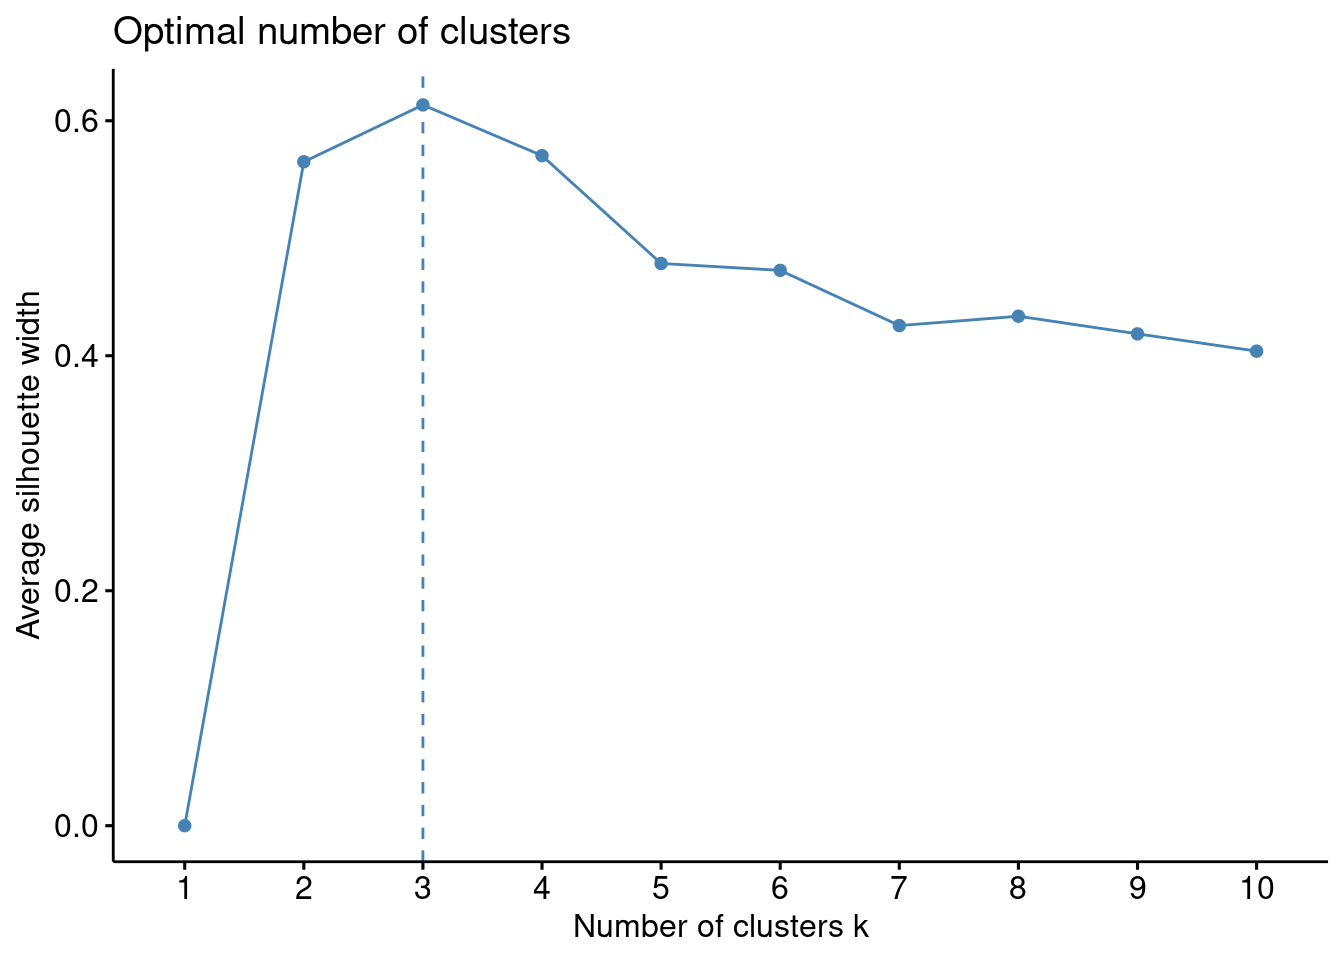 Optimal number of clusters
0.6
0.4
0.2
0.0
Average silhouette width
1 2 3 4 5 6 7 8 9 10
Number of clusters k